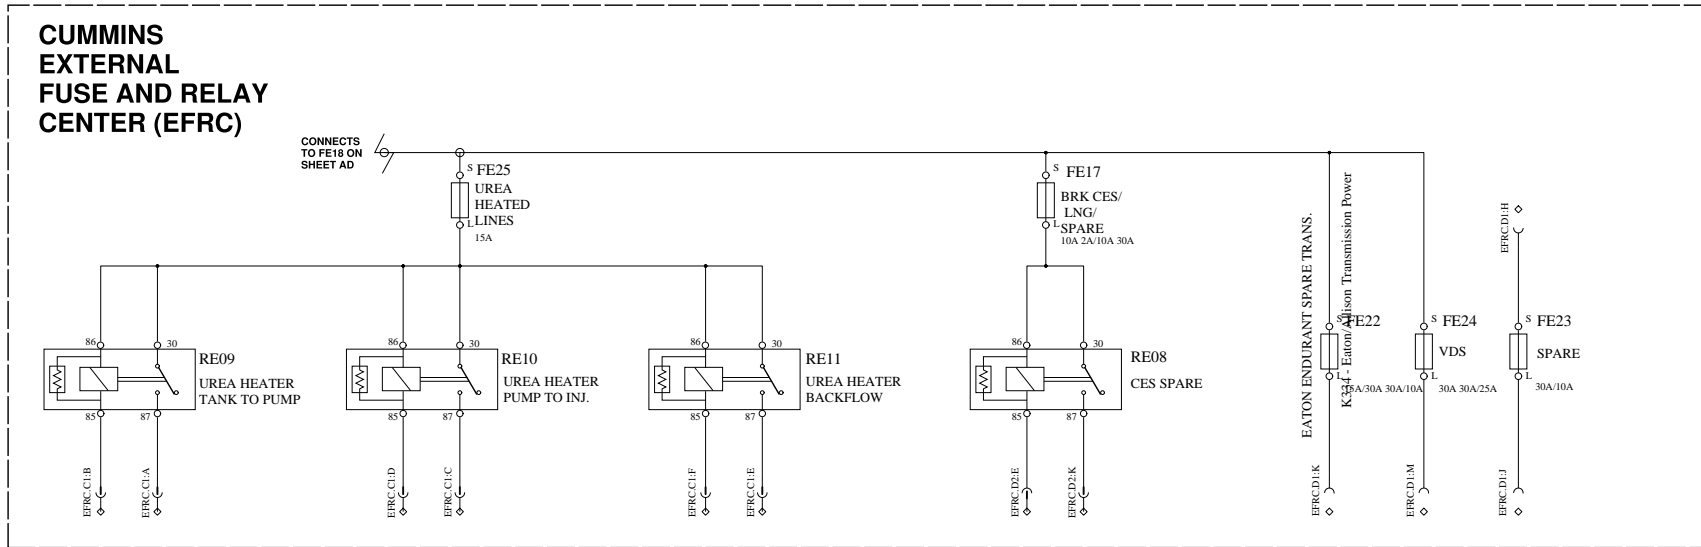 CUMMINS
EXTERNAL
FUSE AND RELAY
CENTER (EFRC)
CONNECTS
TO FE18 ON
SHEET AD
S FE25
UREA
HEATED
LINES
L
15A
S FE17
BRK CES/
LNG/
SPARE
L
10A 2A/10A 30A
EATON ENDURANT SPARE TRANS.
K334 - Eaton/Allison Transmission Power
S FE22
L
15A/30A 30A/10A
S FE24
VDS
L
30A 30A/25A
EFRC.D1:H
S FE23
SPARE
L
30A/10A
86 30
RE09
UREA HEATER
TANK TO PUMP
85 87
EFRC.C1:B
EFRC.C1:A
86 30
RE10
UREA HEATER
PUMP TO INJ.
85 87
EFRC.C1:D
EFRC.C1:C
86 30
RE11
UREA HEATER
BACKFLOW
85 87
EFRC.C1:F
EFRC.C1:E
86 30
RE08
CES SPARE
85 87
EFRC.D2:E
EFRC.D2:K
EFRC.D1:K
EFRC.D1:M
EFRC.D1:J